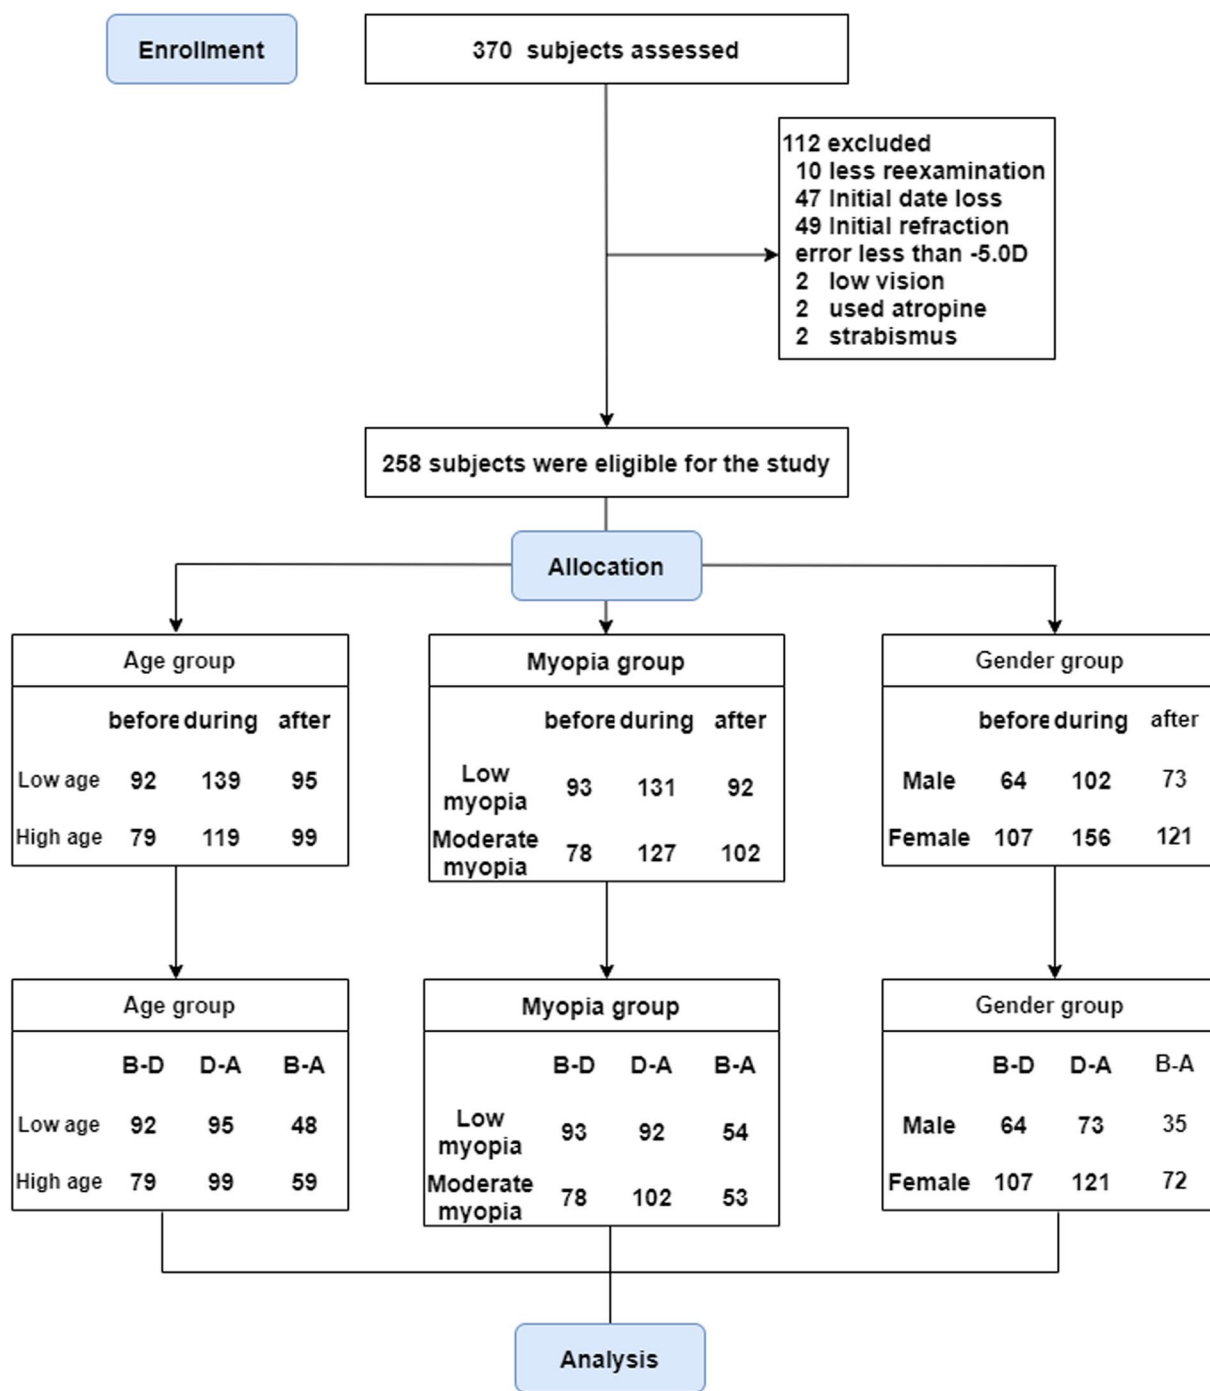 Enrollment
370 subjects assessed
112 excluded
10 less reexamination
47 Initial date loss
49 Initial refraction
error less than -5.0D
2 low vision
2 used atropine
2 strabismus
258 subjects were eligible for the study
Allocation
Age group
before during after
Low age 92 139 95
High age 79 119 99
Myopia group
before during after
Low
myopia 93 131 92
Moderate
myopia 78 127 102
Gender group
before during after
Male 64 102 73
Female 107 156 121
Age group
B-D D-A B-A
Low age 92 95 48
High age 79 99 59
Myopia group
B-D D-A B-A
Low
myopia 93 92 54
Moderate
myopia 78 102 53
Gender group
B-D D-A B-A
Male 64 73 35
Female 107 121 72
Analysis